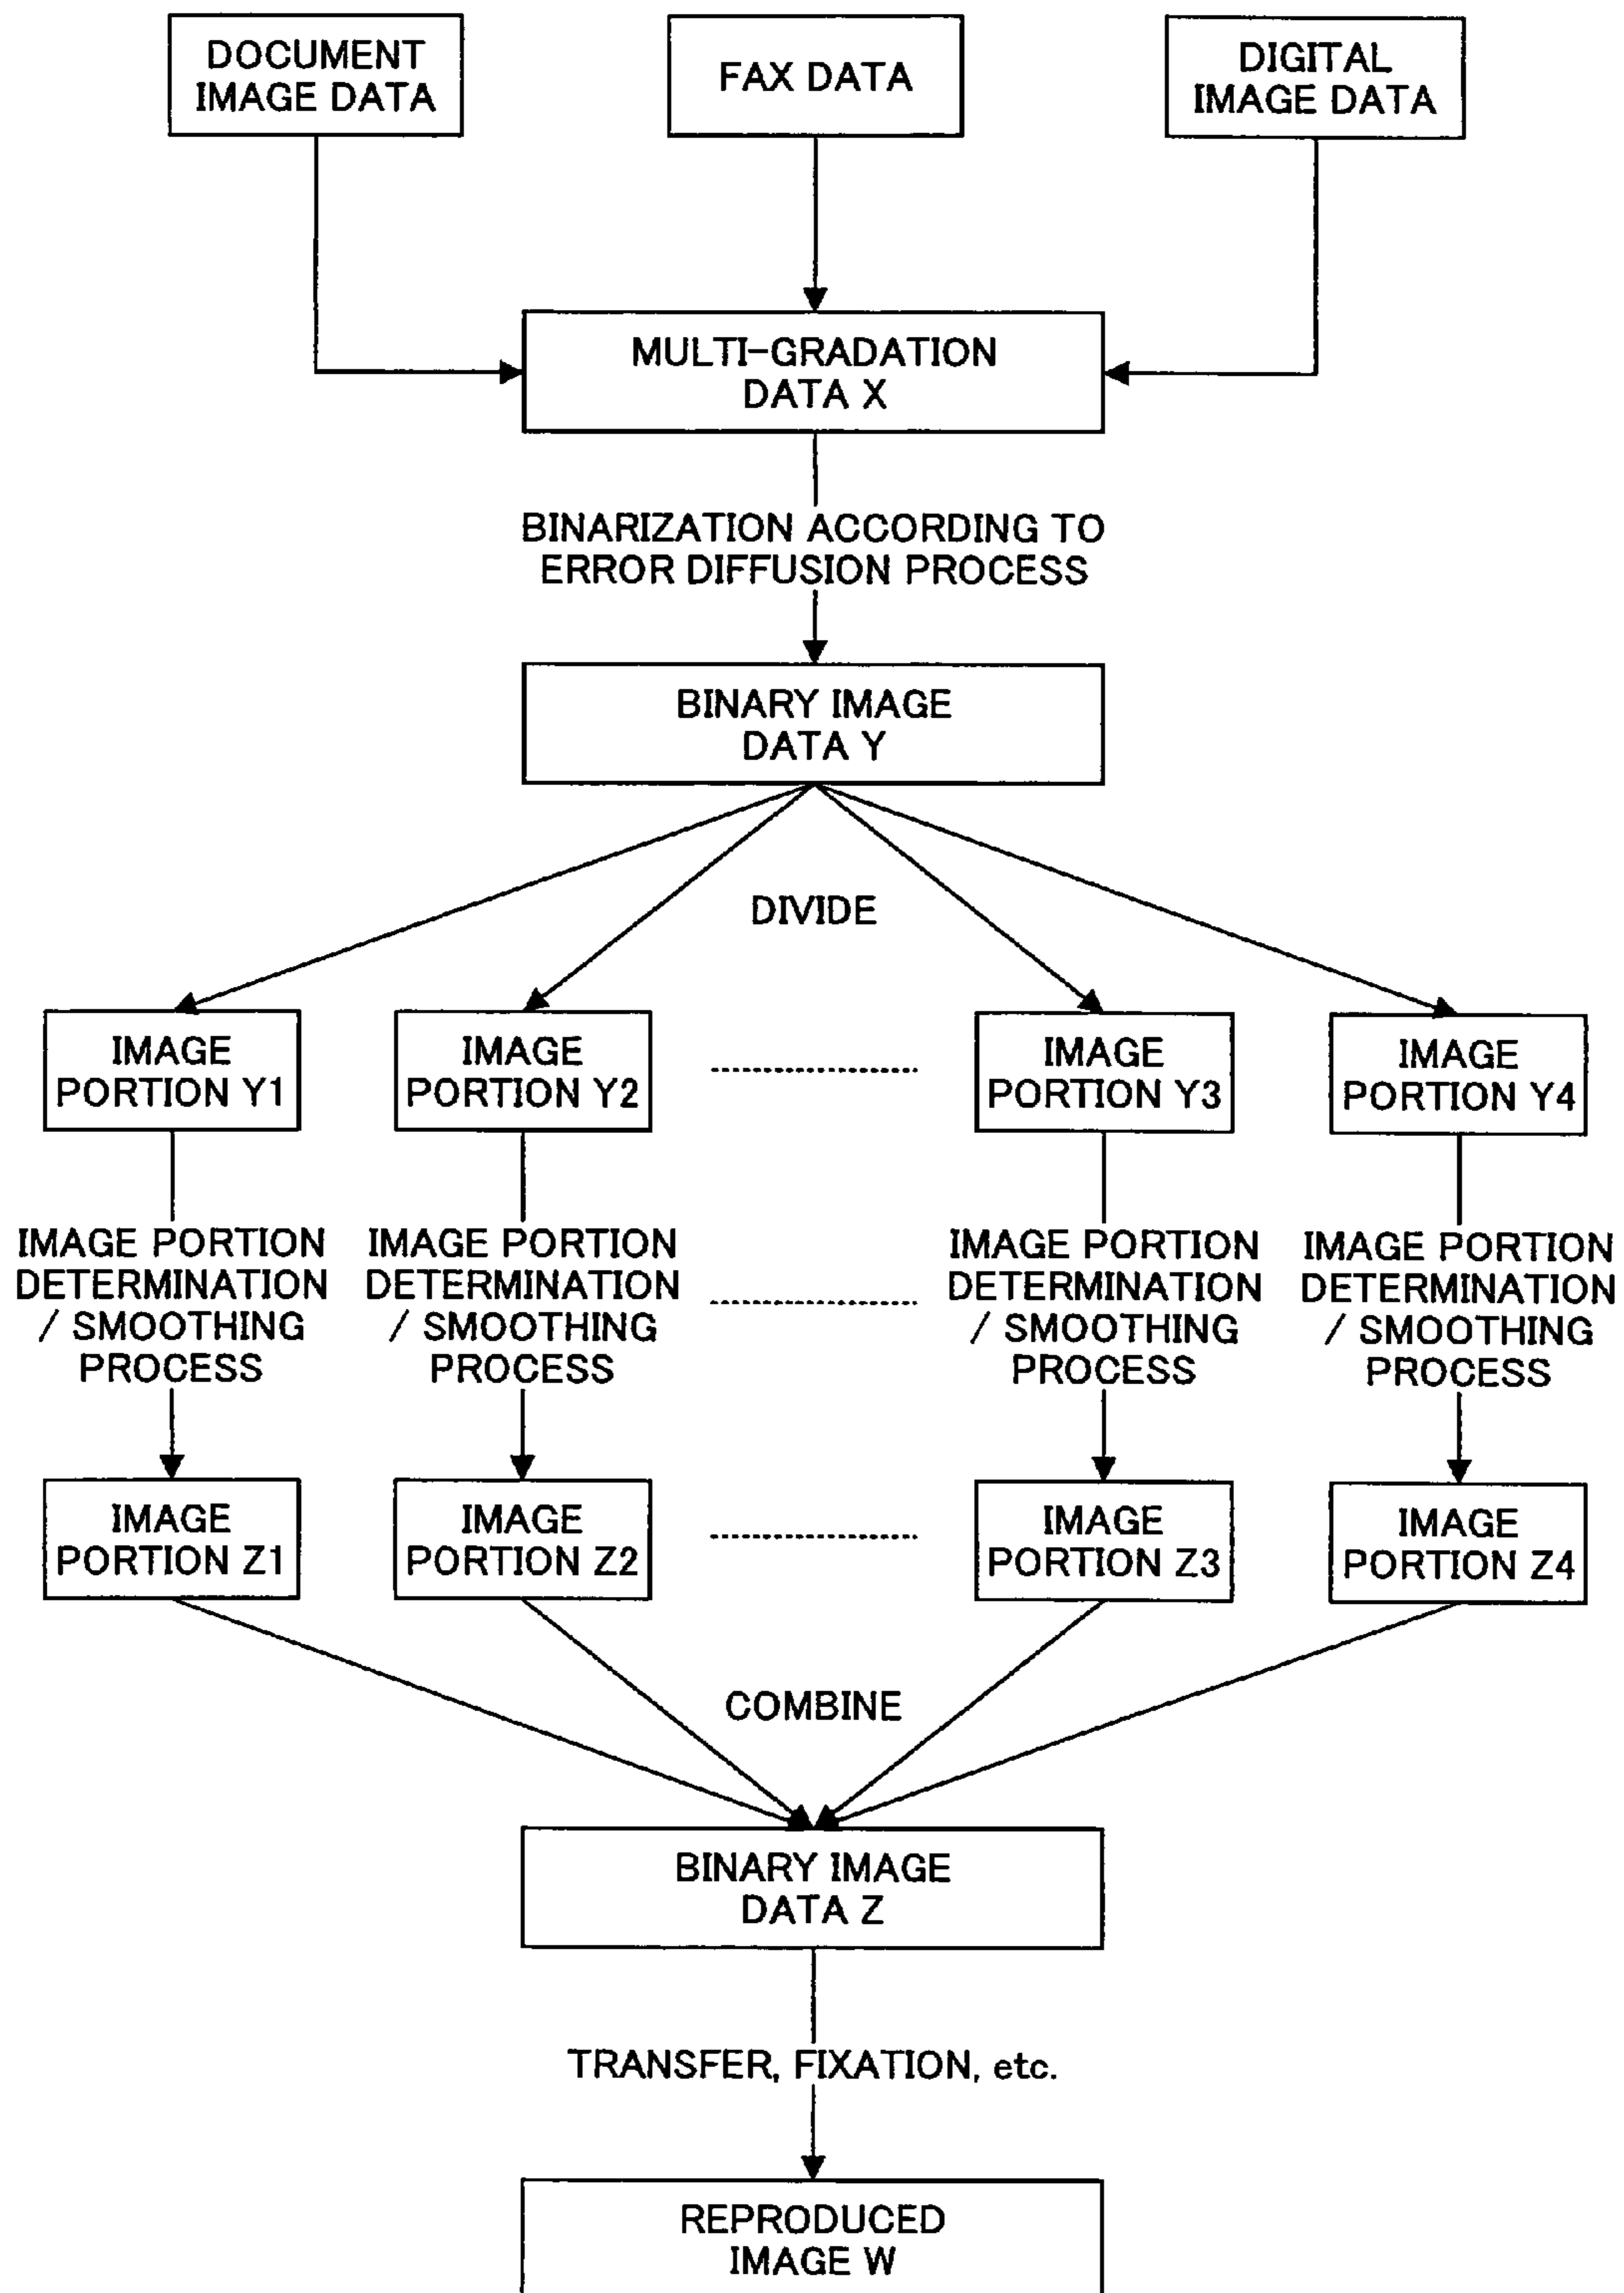 DOCUMENT
IMAGE DATA
FAX DATA
DIGITAL
IMAGE DATA
MULTI-GRADATION
DATA X
BINARIZATION ACCORDING TO
ERROR DIFFUSION PROCESS
BINARY IMAGE
DATA Y
DIVIDE
IMAGE
PORTION Y1
IMAGE
PORTION Y2
IMAGE
PORTION Y3
IMAGE
PORTION Y4
IMAGE PORTION
DETERMINATION
/ SMOOTHING
PROCESS
IMAGE PORTION
DETERMINATION
/ SMOOTHING
PROCESS
IMAGE PORTION
DETERMINATION
/ SMOOTHING
PROCESS
IMAGE PORTION
DETERMINATION
/ SMOOTHING
PROCESS
IMAGE
PORTION Z1
IMAGE
PORTION Z2
IMAGE
PORTION Z3
IMAGE
PORTION Z4
COMBINE
BINARY IMAGE
DATA Z
TRANSFER, FIXATION, etc.
REPRODUCED
IMAGE W